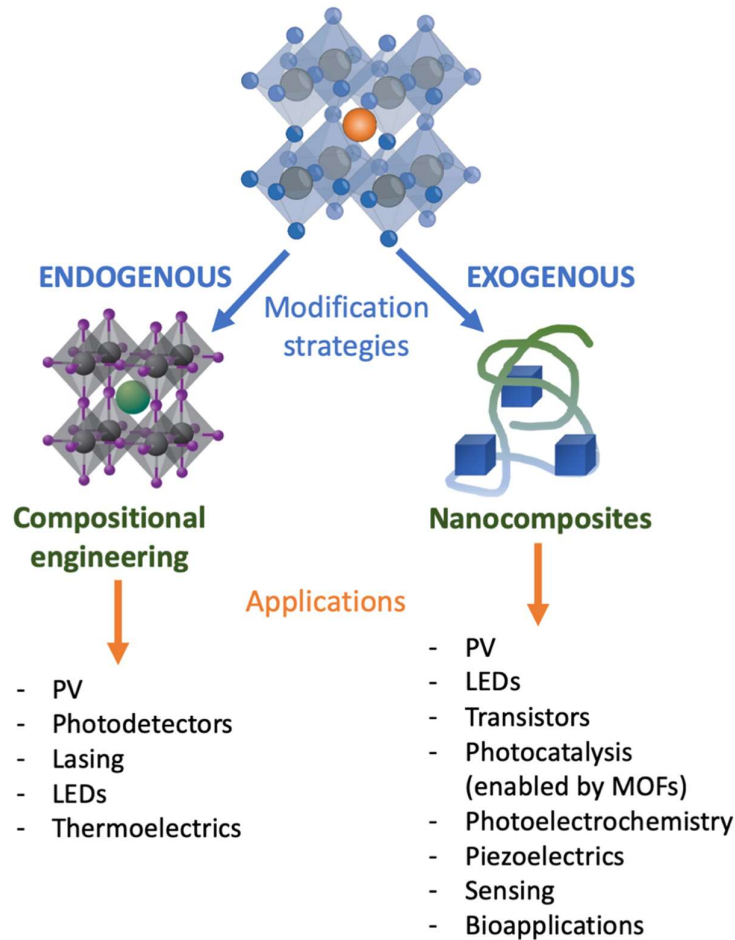 ENDOGENOUS
EXOGENOUS
Modification
strategies
Compositional
engineering
Nanocomposites
Applications
- PV
- Photodetectors
- Lasing
- LEDs
- Thermoelectrics
- PV
- LEDs
- Transistors
- Photocatalysis
(enabled by MOFs)
- Photoelectrochemistry
- Piezoelectrics
- Sensing
- Bioapplications